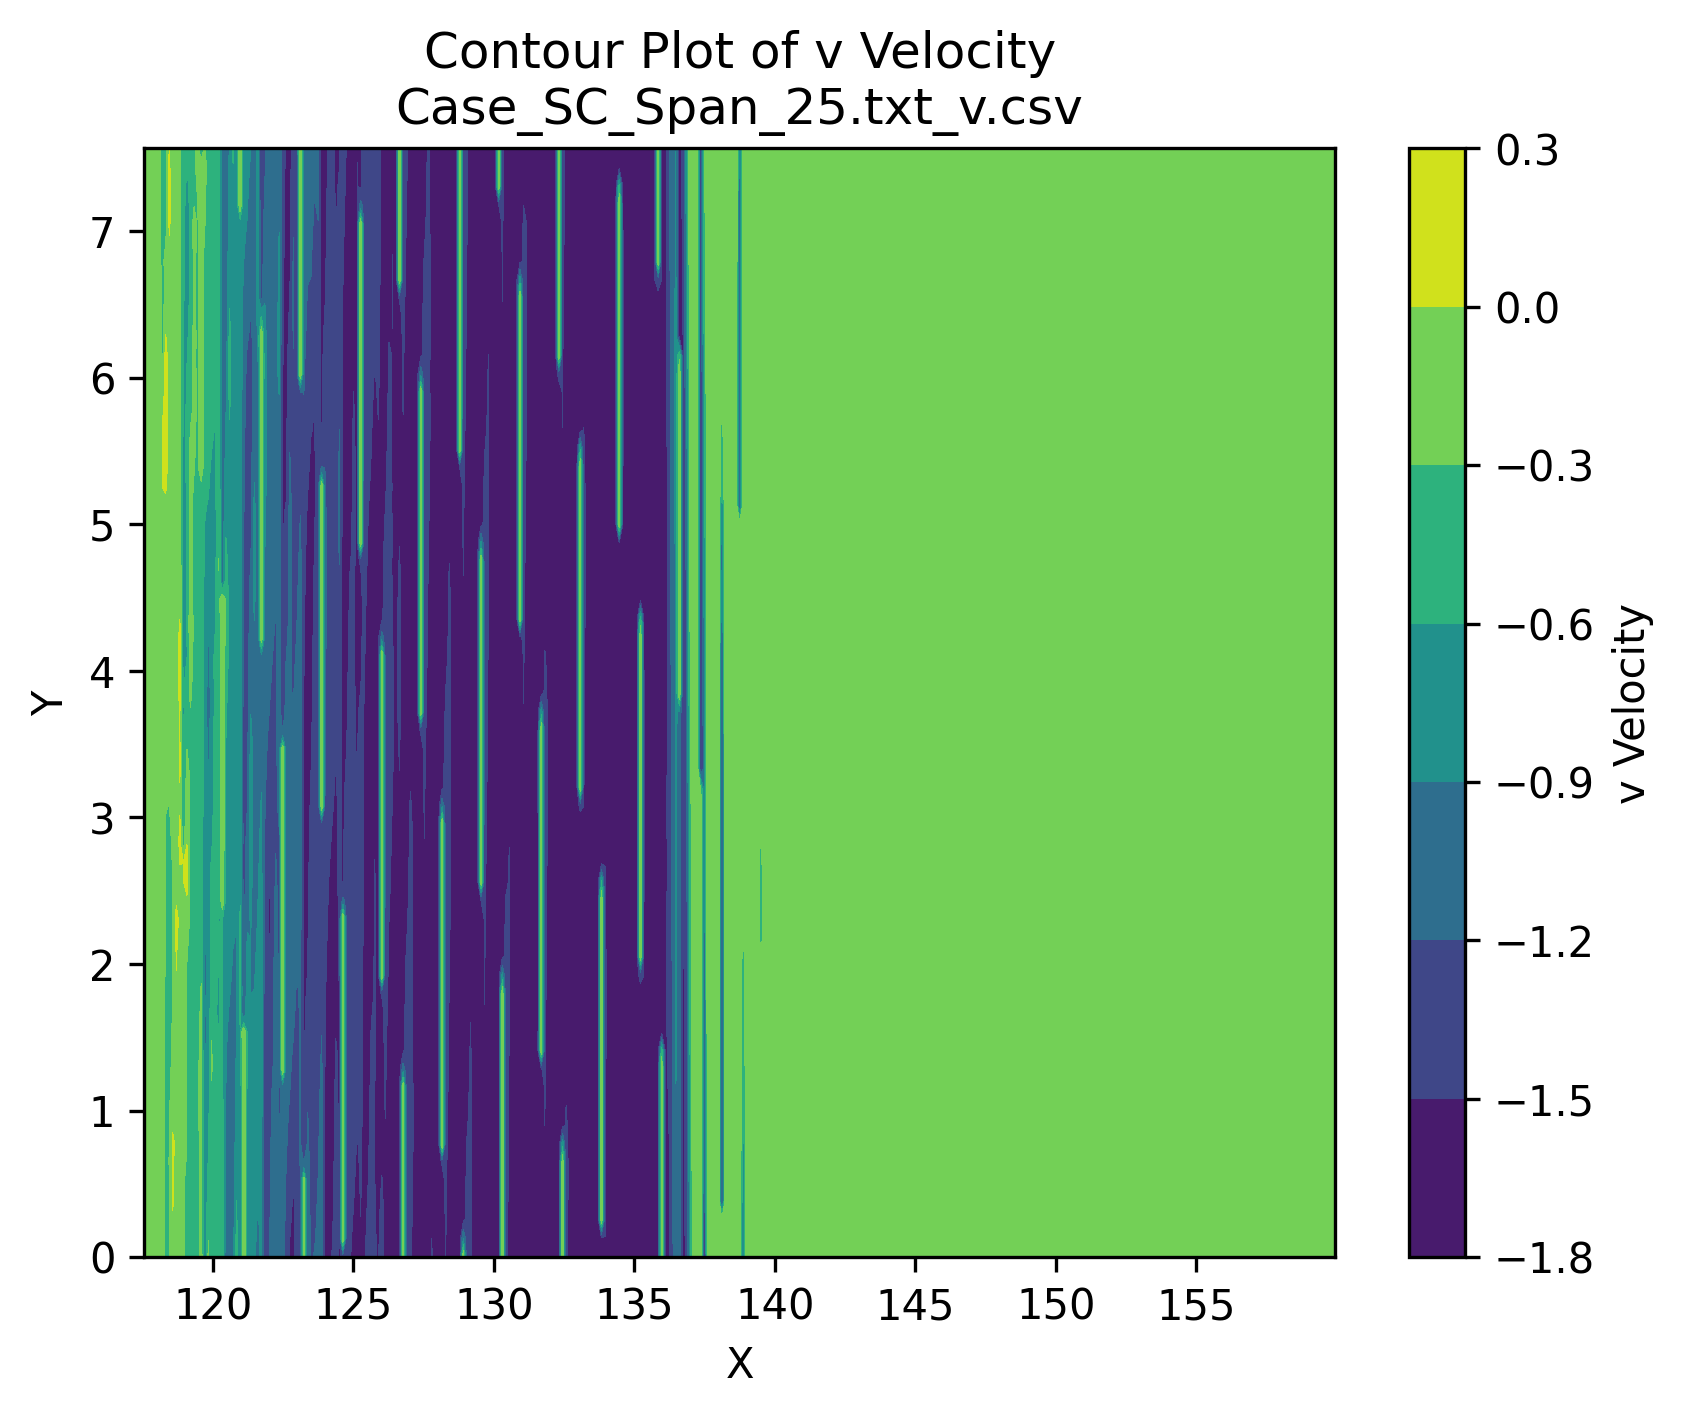 Contour Plot of v Velocity
Case_SC_Span_25.txt_v.csv
7
6
5
4
3
2
1
0
Y
120 125 130 135 140 145 150 155
X
0.3
0.0
−0.3
−0.6
−0.9
−1.2
−1.5
−1.8
v Velocity